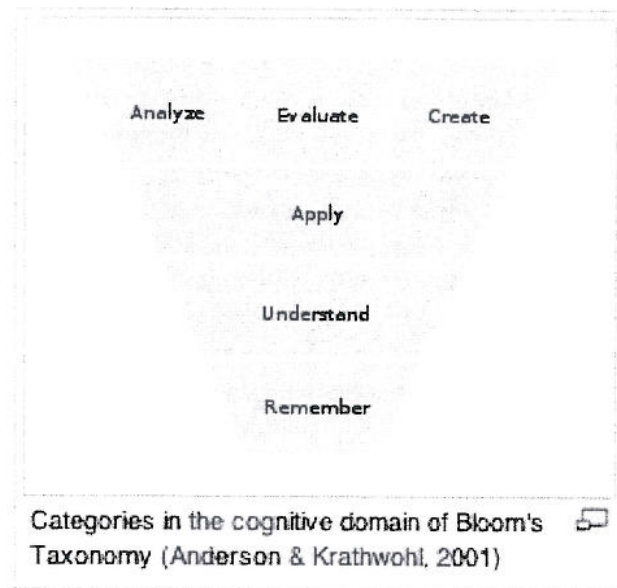 Analyze Evaluate Create
Apply
Understand
Remember
Categories in the cognitive domain of Bloom's
Taxonomy (Anderson & Krathwohl, 2001)